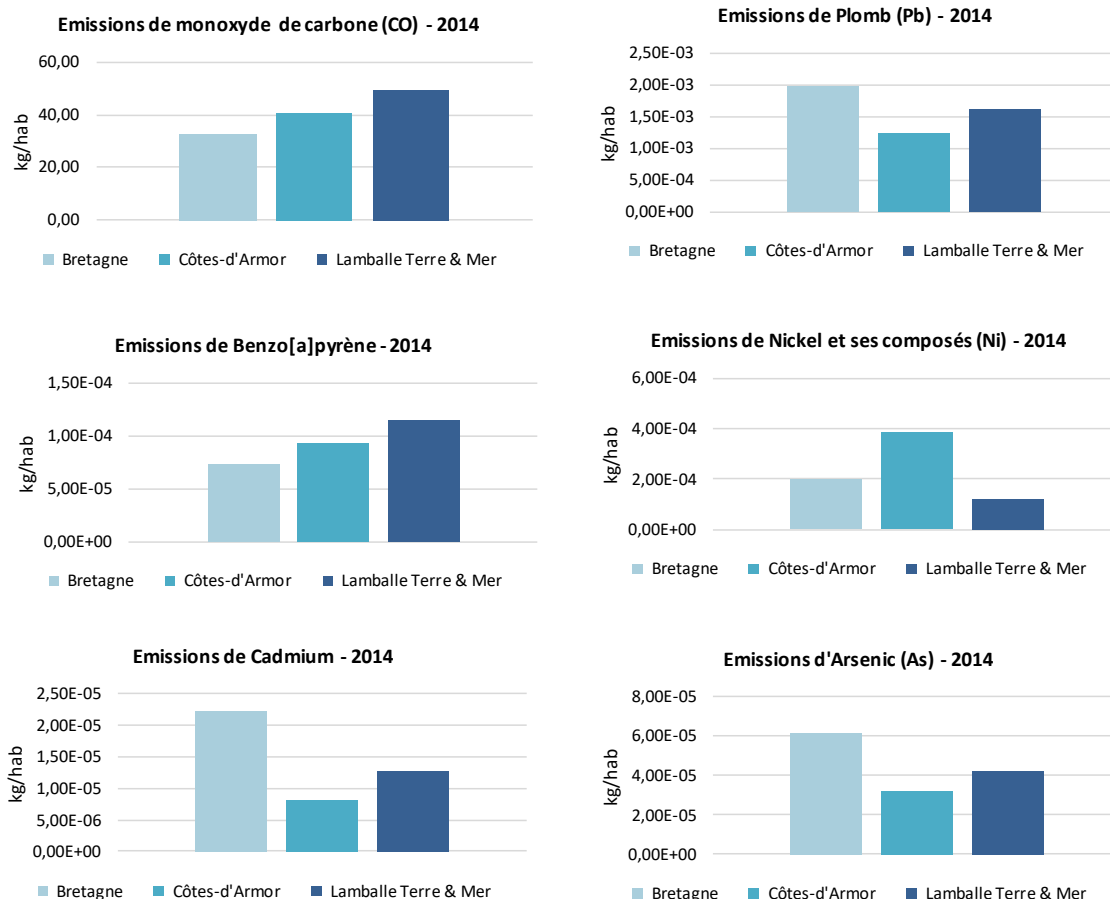 Emissions de monoxyde de carbone (CO) - 2014
60,00
40,00
20,00
0,00
kg/hab
Bretagne Côtes-d'Armor Lamballe Terre & Mer
Emissions de Plomb (Pb) - 2014
2,50E-03
2,00E-03
1,50E-03
1,00E-03
5,00E-04
0,00E+00
kg/hab
Bretagne Côtes-d'Armor Lamballe Terre & Mer
Emissions de Benzo[a]pyrène - 2014
1,50E-04
1,00E-04
5,00E-05
0,00E+00
kg/hab
Bretagne Côtes-d'Armor Lamballe Terre & Mer
Emissions de Nickel et ses composés (Ni) - 2014
6,00E-04
4,00E-04
2,00E-04
0,00E+00
kg/hab
Bretagne Côtes-d'Armor Lamballe Terre & Mer
Emissions de Cadmium - 2014
2,50E-05
2,00E-05
1,50E-05
1,00E-05
5,00E-06
0,00E+00
kg/hab
Bretagne Côtes-d'Armor Lamballe Terre & Mer
Emissions d'Arsenic (As) - 2014
8,00E-05
6,00E-05
4,00E-05
2,00E-05
0,00E+00
kg/hab
Bretagne Côtes-d'Armor Lamballe Terre & Mer